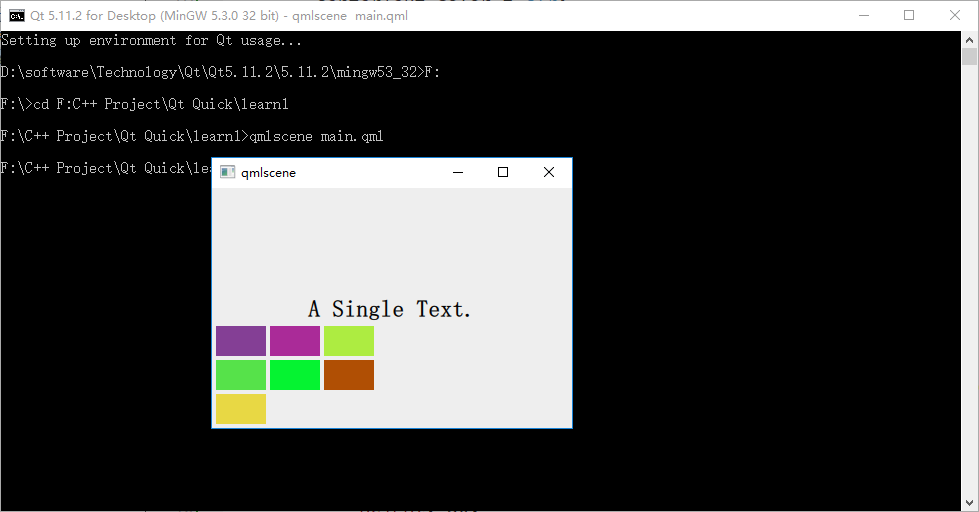 Qt 5.11.2 for Desktop (MinGW 5.3.0 32 bit) - qmlscene  main.qml
Setting up environment for Qt usage...
D:\software\Technology\Qt\Qt5.11.2\5.11.2\mingw53_32>F:
F:\>cd F:C++ Project\Qt Quick\learn1
F:\C++ Project\Qt Quick\learn1>qmlscene main.qml
F:\C++ Project\Qt Quick\lea
qmlscene
A Single Text.